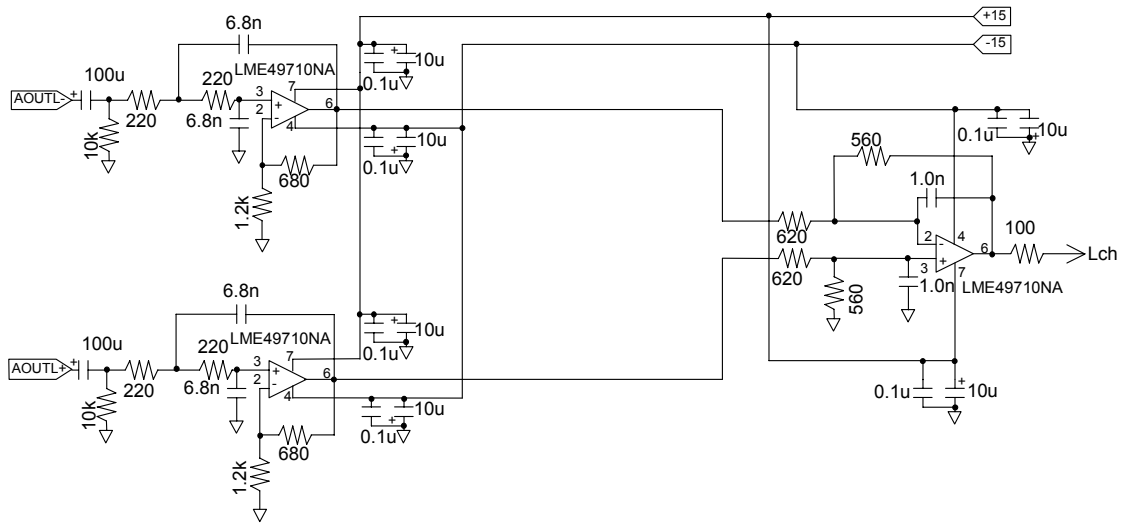 +15
-15
6.8n
LME49710NA
100u
+
AOUTL-
220
220
6.8n
10k
3
2
+
-
7
4
6
680
1.2k
+
10u
0.1u
0.1u
+
10u
560
1.0n
0.1u
+
10u
620
620
560
2
3
-
+
4
7
6
1.0n
LME49710NA
100
Lch
0.1u
+
10u
6.8n
LME49710NA
100u
+
AOUTL+
220
220
6.8n
10k
3
2
+
-
7
4
6
680
1.2k
+
10u
0.1u
0.1u
+
10u